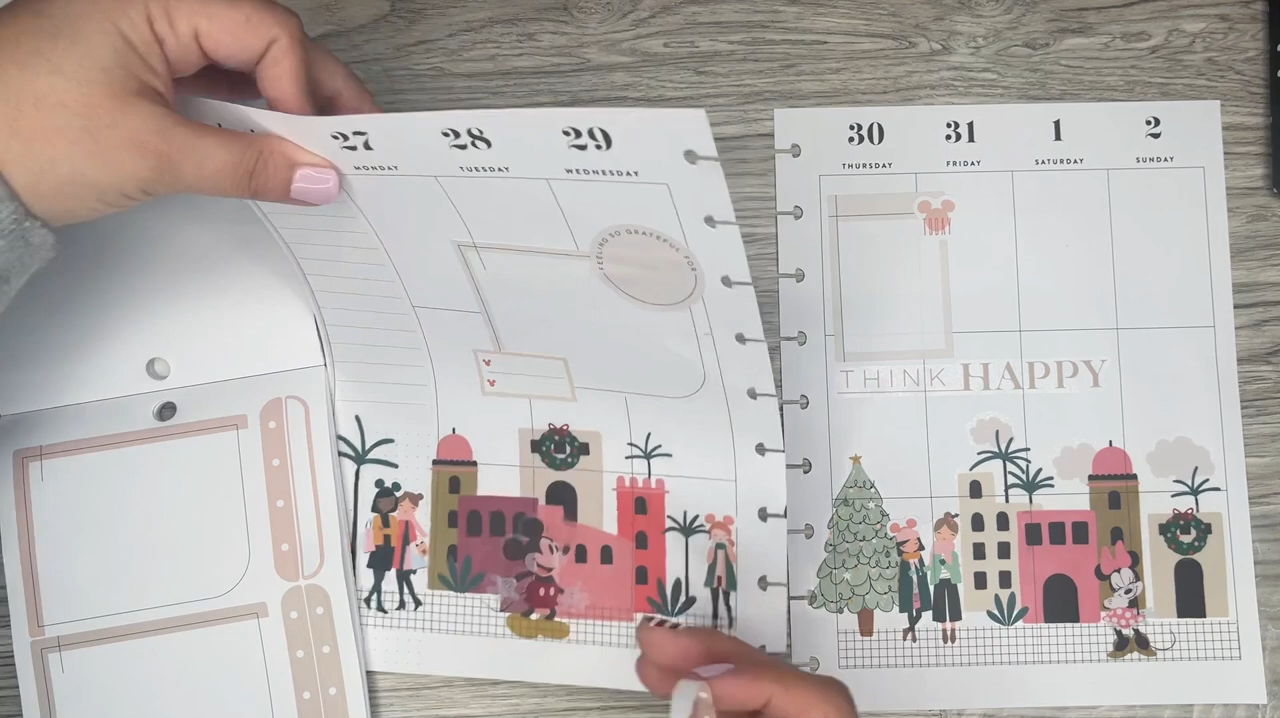 27 28 29
MONDAY TUESDAY WEDNESDAY
FEELING SO GRATEFUL FOR
30 31 1 2
THURSDAY FRIDAY SATURDAY SUNDAY
TODAY
THINK HAPPY